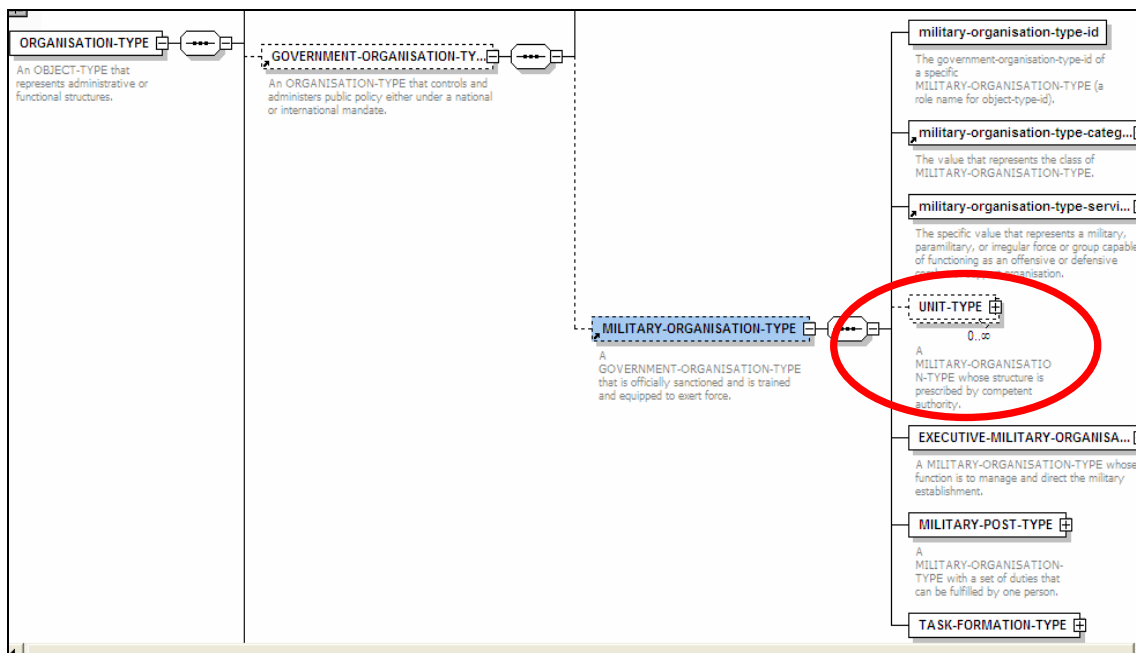 ORGANISATION-TYPE
An OBJECT-TYPE that
represents administrative or
functional structures.
GOVERNMENT-ORGANISATION-TY...
An ORGANISATION-TYPE that controls and
administers public policy either under a national
or international mandate.
MILITARY-ORGANISATION-TYPE
A
GOVERNMENT-ORGANISATION-TYPE
that is officially sanctioned and is trained
and equipped to exert force.
military-organisation-type-id
The government-organisation-type-id of
a specific
MILITARY-ORGANISATION-TYPE (a
role name for object-type-id).
military-organisation-type-categ...
The value that represents the class of
MILITARY-ORGANISATION-TYPE.
military-organisation-type-servi...
The specific value that represents a military,
paramilitary, or irregular force or group capable
of functioning as an offensive or defensive
organisation.
UNIT-TYPE
0..∞
A
MILITARY-ORGANISATIO
N-TYPE whose structure is
prescribed by competent
authority.
EXECUTIVE-MILITARY-ORGANISA...
A MILITARY-ORGANISATION-TYPE whose
function is to manage and direct the military
establishment.
MILITARY-POST-TYPE
A
MILITARY-ORGANISATION-
TYPE with a set of duties that
can be fulfilled by one person.
TASK-FORMATION-TYPE